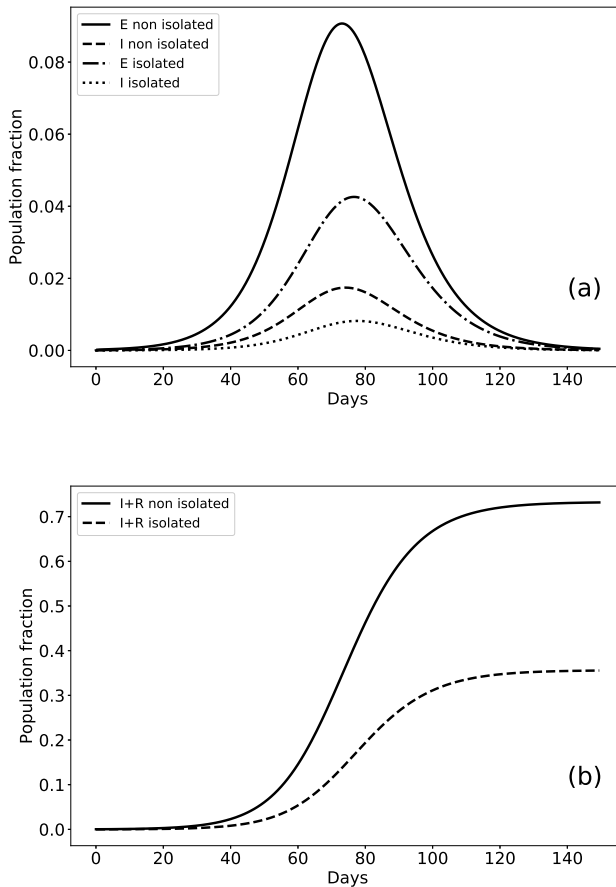 E non isolated
I non isolated
E isolated
I isolated
0.08
0.06
0.04
0.02
0.00
Population fraction
(a)
0 20 40 60 80 100 120 140
Days
I+R non isolated
I+R isolated
0.7
0.6
0.5
0.4
0.3
0.2
0.1
0.0
Population fraction
(b)
0 20 40 60 80 100 120 140
Days